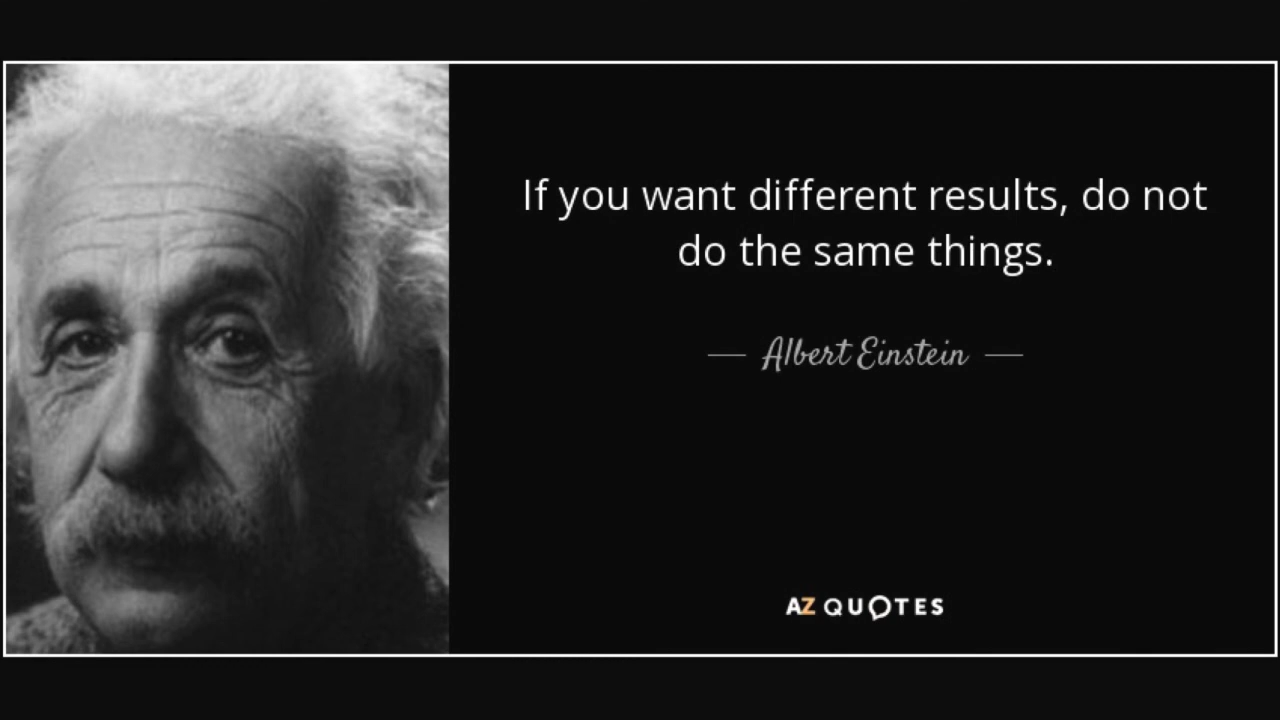 If you want different results, do not
do the same things.
— Albert Einstein —
AZ QUOTES